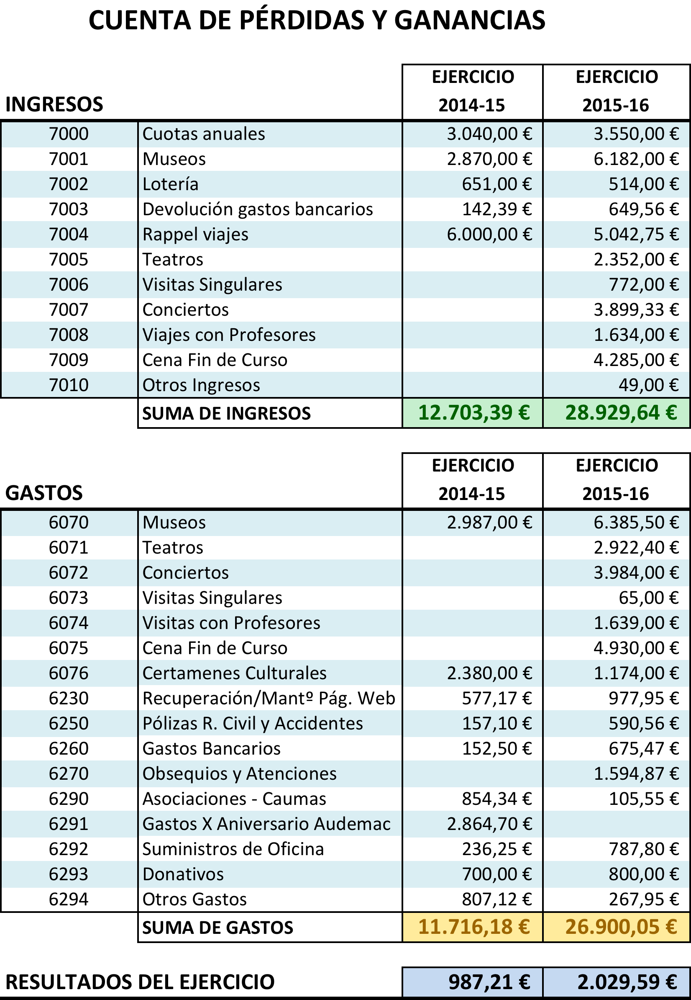 CUENTA DE PÉRDIDAS Y GANANCIAS
EJERCICIO EJERCICIO
INGRESOS 2014-15 2015-16
7000 Cuotas anuales 3.040,00 € 3.550,00 €
7001 Museos 2.870,00 € 6.182,00 €
7002 Lotería 651,00 € 514,00 €
7003 Devolución gastos bancarios 142,39 € 649,56 €
7004 Rappel viajes 6.000,00 € 5.042,75 €
7005 Teatros 2.352,00 €
7006 Visitas Singulares 772,00 €
7007 Conciertos 3.899,33 €
7008 Viajes con Profesores 1.634,00 €
7009 Cena Fin de Curso 4.285,00 €
7010 Otros Ingresos 49,00 €
SUMA DE INGRESOS 12.703,39 € 28.929,64 €
EJERCICIO EJERCICIO
GASTOS 2014-15 2015-16
6070 Museos 2.987,00 € 6.385,50 €
6071 Teatros 2.922,40 €
6072 Conciertos 3.984,00 €
6073 Visitas Singulares 65,00 €
6074 Visitas con Profesores 1.639,00 €
6075 Cena Fin de Curso 4.930,00 €
6076 Certamenes Culturales 2.380,00 € 1.174,00 €
6230 Recuperación/Mantº Pág. Web 577,17 € 977,95 €
6250 Pólizas R. Civil y Accidentes 157,10 € 590,56 €
6260 Gastos Bancarios 152,50 € 675,47 €
6270 Obsequios y Atenciones 1.594,87 €
6290 Asociaciones - Caumas 854,34 € 105,55 €
6291 Gastos X Aniversario Audemac 2.864,70 €
6292 Suministros de Oficina 236,25 € 787,80 €
6293 Donativos 700,00 € 800,00 €
6294 Otros Gastos 807,12 € 267,95 €
SUMA DE GASTOS 11.716,18 € 26.900,05 €
RESULTADOS DEL EJERCICIO 987,21 € 2.029,59 €